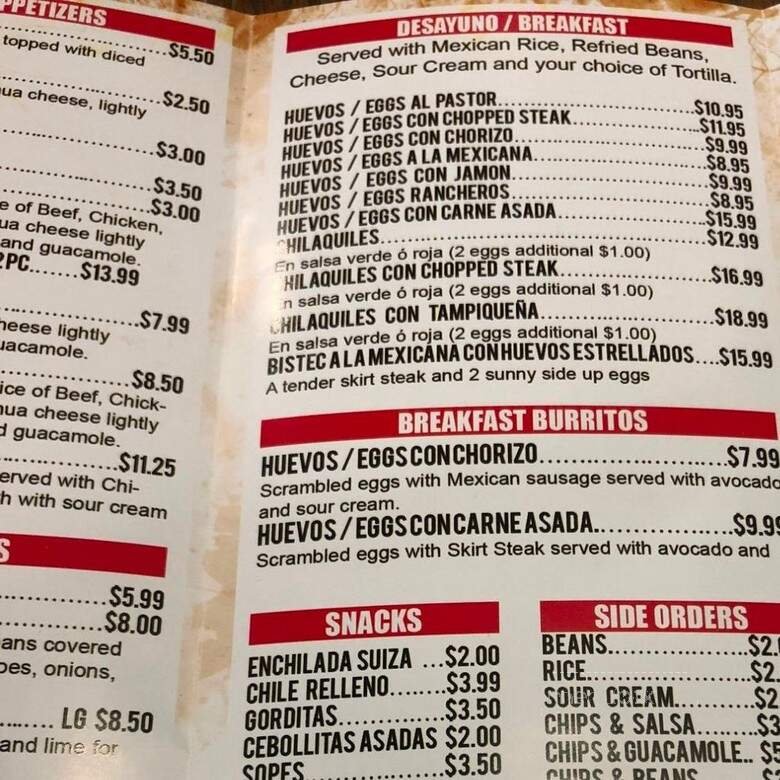 PPETIZERS
$5.50
topped with diced
$2.50
ua cheese, lightly
$3.00
$3.50
$3.00
e of Beef, Chicken,
ua cheese lightly
and guacamole.
2PC.......$13.99
$7.99
heese lightly
uacamole.
$8.50
ice of Beef, Chick-
nua cheese lightly
d guacamole.
$11.25
erved with Chi-
h with sour cream
S
$5.99
$8.00
ans covered
oes, onions,
LG $8.50
and lime for
DESAYUNO / BREAKFAST
Served with Mexican Rice, Refried Beans,
Cheese, Sour Cream and your choice of Tortilla.
HUEVOS / EGGS AL PASTOR $10.95
HUEVOS / EGGS CON CHOPPED STEAK $11.95
HUEVOS / EGGS CON CHORIZO $9.99
HUEVOS / EGGS A LA MEXICANA $8.95
HUEVOS / EGGS CON JAMON $9.99
HUEVOS / EGGS RANCHEROS $8.95
HUEVOS / EGGS CON CARNE ASADA $15.99
CHILAQUILES $12.99
En salsa verde ó roja (2 eggs additional $1.00)
CHILAQUILES CON CHOPPED STEAK $16.99
En salsa verde ó roja (2 eggs additional $1.00)
CHILAQUILES CON TAMPIQUEÑA $18.99
En salsa verde ó roja (2 eggs additional $1.00)
BISTEC A LA MEXICANA CON HUEVOS ESTRELLADOS $15.99
A tender skirt steak and 2 sunny side up eggs
BREAKFAST BURRITOS
HUEVOS / EGGS CON CHORIZO $7.99
Scrambled eggs with Mexican sausage served with avocado
and sour cream.
HUEVOS / EGGS CON CARNE ASADA $9.99
Scrambled eggs with Skirt Steak served with avocado and
SNACKS
ENCHILADA SUIZA ...$2.00
CHILE RELLENO $3.99
GORDITAS $3.50
CEBOLLITAS ASADAS $2.00
SOPES $3.50
SIDE ORDERS
BEANS $2.
RICE $2.
SOUR CREAM $2
CHIPS & SALSA $3
CHIPS & GUACAMOLE.. $5
CHIPS & BEANS